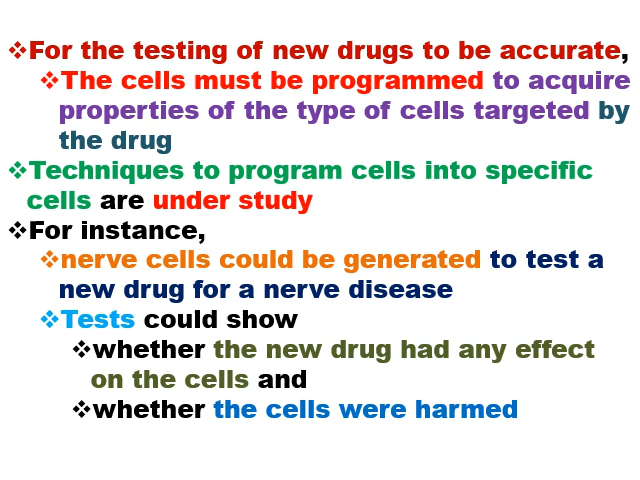 ❖For the testing of new drugs to be accurate,
❖The cells must be programmed to acquire
properties of the type of cells targeted by
the drug
❖Techniques to program cells into specific
cells are under study
❖For instance,
❖nerve cells could be generated to test a
new drug for a nerve disease
❖Tests could show
❖whether the new drug had any effect
on the cells and
❖whether the cells were harmed